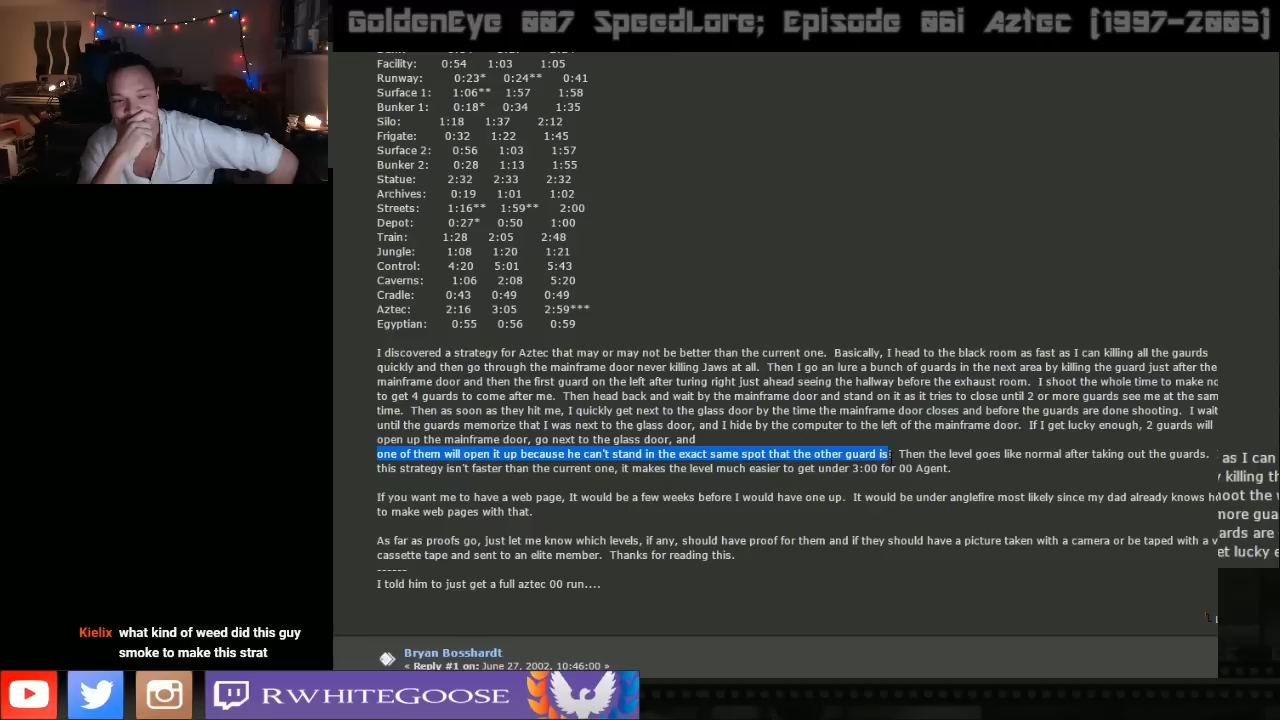 GoldenEye 007 SpeedLore; Episode 06i Aztec [1997-2005]
Facility: 0:54 1:03 1:05
Runway: 0:23* 0:24** 0:41
Surface 1: 1:06** 1:57 1:58
Bunker 1: 0:18* 0:34 1:35
Silo: 1:18 1:37 2:12
Frigate: 0:32 1:22 1:45
Surface 2: 0:56 1:03 1:57
Bunker 2: 0:28 1:13 1:55
Statue: 2:32 2:33 2:32
Archives: 0:19 1:01 1:02
Streets: 1:16** 1:59** 2:00
Depot: 0:27* 0:50 1:00
Train: 1:28 2:05 2:48
Jungle: 1:08 1:20 1:21
Control: 4:20 5:01 5:43
Caverns: 1:06 2:08 5:20
Cradle: 0:43 0:49 0:49
Aztec: 2:16 3:05 2:59***
Egyptian: 0:55 0:56 0:59
I discovered a strategy for Aztec that may or may not be better than the current one. Basically, I head to the black room as fast as I can killing all the gaurds
quickly and then go through the mainframe door never killing Jaws at all. Then I go an lure a bunch of guards in the next area by killing the guard just after the
mainframe door and then the first guard on the left after turing right just ahead seeing the hallway before the exhaust room. I shoot the whole time to make no
to get 4 guards to come after me. Then head back and wait by the mainframe door and stand on it as it tries to close until 2 or more guards see me at the sam
time. Then as soon as they hit me, I quickly get next to the glass door by the time the mainframe door closes and before the guards are done shooting. I wait
until the guards memorize that I was next to the glass door, and I hide by the computer to the left of the mainframe door. If I get lucky enough, 2 guards will
open up the mainframe door, go next to the glass door, and
one of them will open it up because he can't stand in the exact same spot that the other guard is. Then the level goes like normal after taking out the guards.
this strategy isn't faster than the current one, it makes the level much easier to get under 3:00 for 00 Agent.
If you want me to have a web page, It would be a few weeks before I would have one up. It would be under anglefire most likely since my dad already knows h
to make web pages with that.
As far as proofs go, just let me know which levels, if any, should have proof for them and if they should have a picture taken with a camera or be taped with a v
cassette tape and sent to an elite member. Thanks for reading this.
------
I told him to just get a full aztec 00 run....
as I can
killing th
hoot the
more gua
ards are
et lucky e
Kielix what kind of weed did this guy
smoke to make this strat
Bryan Bosshardt
« Reply #1 on: June 27, 2002, 10:46:00 »
RWHITEGOOSE